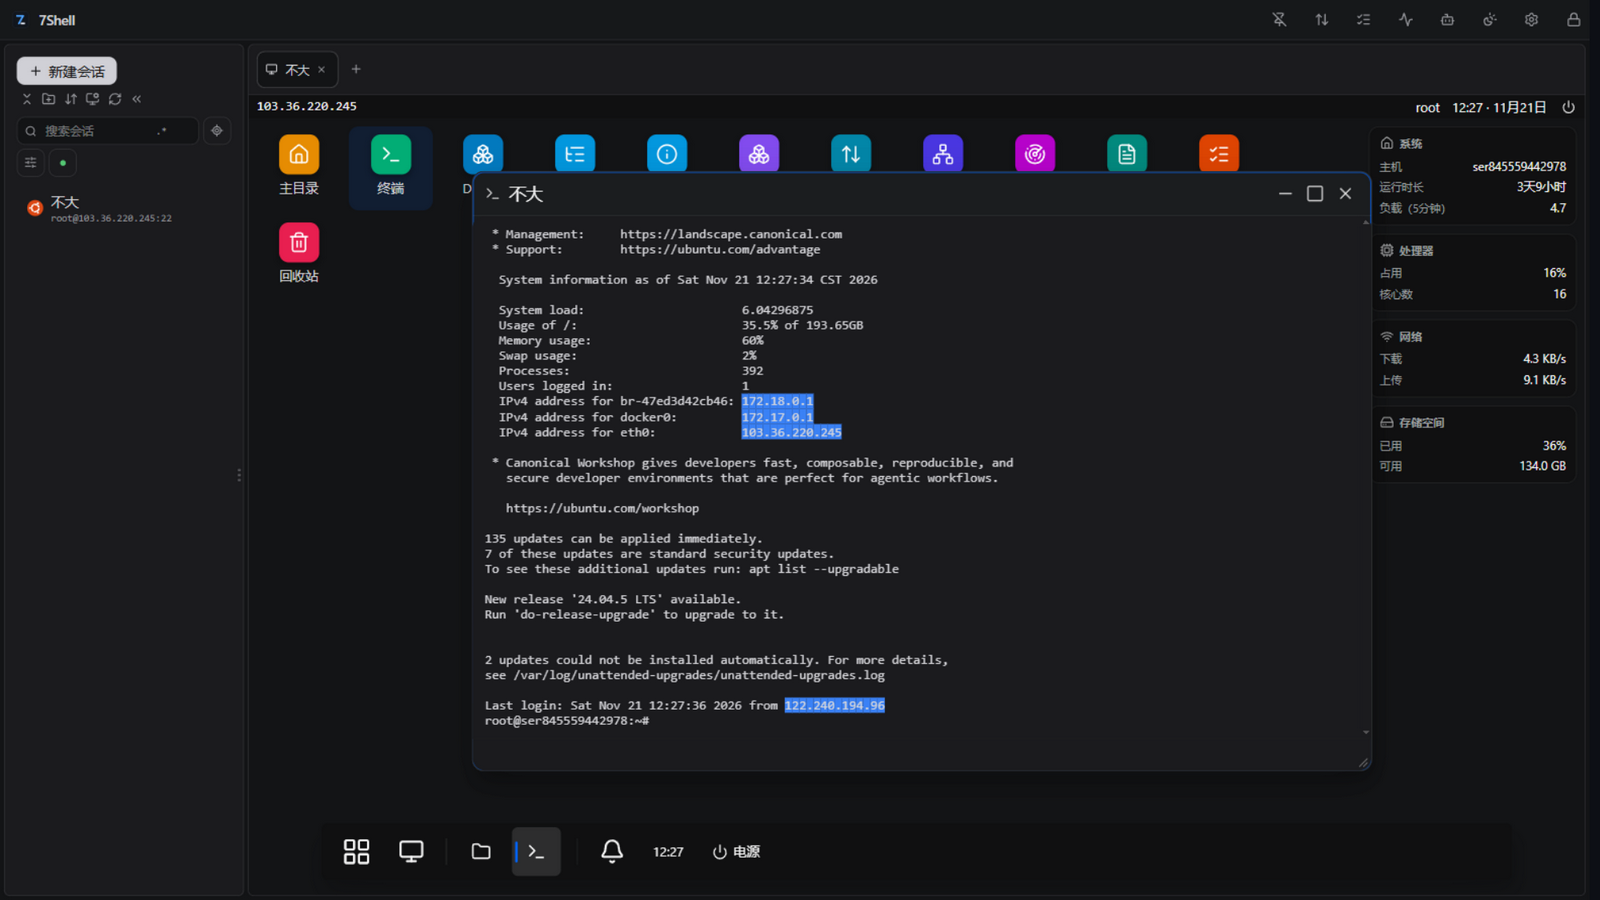 7Shell
新建会话
搜索会话
.*
不大
root@103.36.220.245:22
不大
103.36.220.245
root 12:27 · 11月21日
主目录
终端
D
回收站
不大
* Management: https://landscape.canonical.com
* Support: https://ubuntu.com/advantage
System information as of Sat Nov 21 12:27:34 CST 2026
System load: 6.04296875
Usage of /: 35.5% of 193.65GB
Memory usage: 60%
Swap usage: 2%
Processes: 392
Users logged in: 1
IPv4 address for br-47ed3d42cb46: 172.18.0.1
IPv4 address for docker0: 172.17.0.1
IPv4 address for eth0: 103.36.220.245
* Canonical Workshop gives developers fast, composable, reproducible, and
secure developer environments that are perfect for agentic workflows.
https://ubuntu.com/workshop
135 updates can be applied immediately.
7 of these updates are standard security updates.
To see these additional updates run: apt list --upgradable
New release '24.04.5 LTS' available.
Run 'do-release-upgrade' to upgrade to it.
2 updates could not be installed automatically. For more details,
see /var/log/unattended-upgrades/unattended-upgrades.log
Last login: Sat Nov 21 12:27:36 2026 from 122.240.194.96
root@ser845559442978:~#
系统
主机 ser845559442978
运行时长 3天9小时
负载 (5分钟) 4.7
处理器
占用 16%
核心数 16
网络
下载 4.3 KB/s
上传 9.1 KB/s
存储空间
已用 36%
可用 134.0 GB
12:27
电源